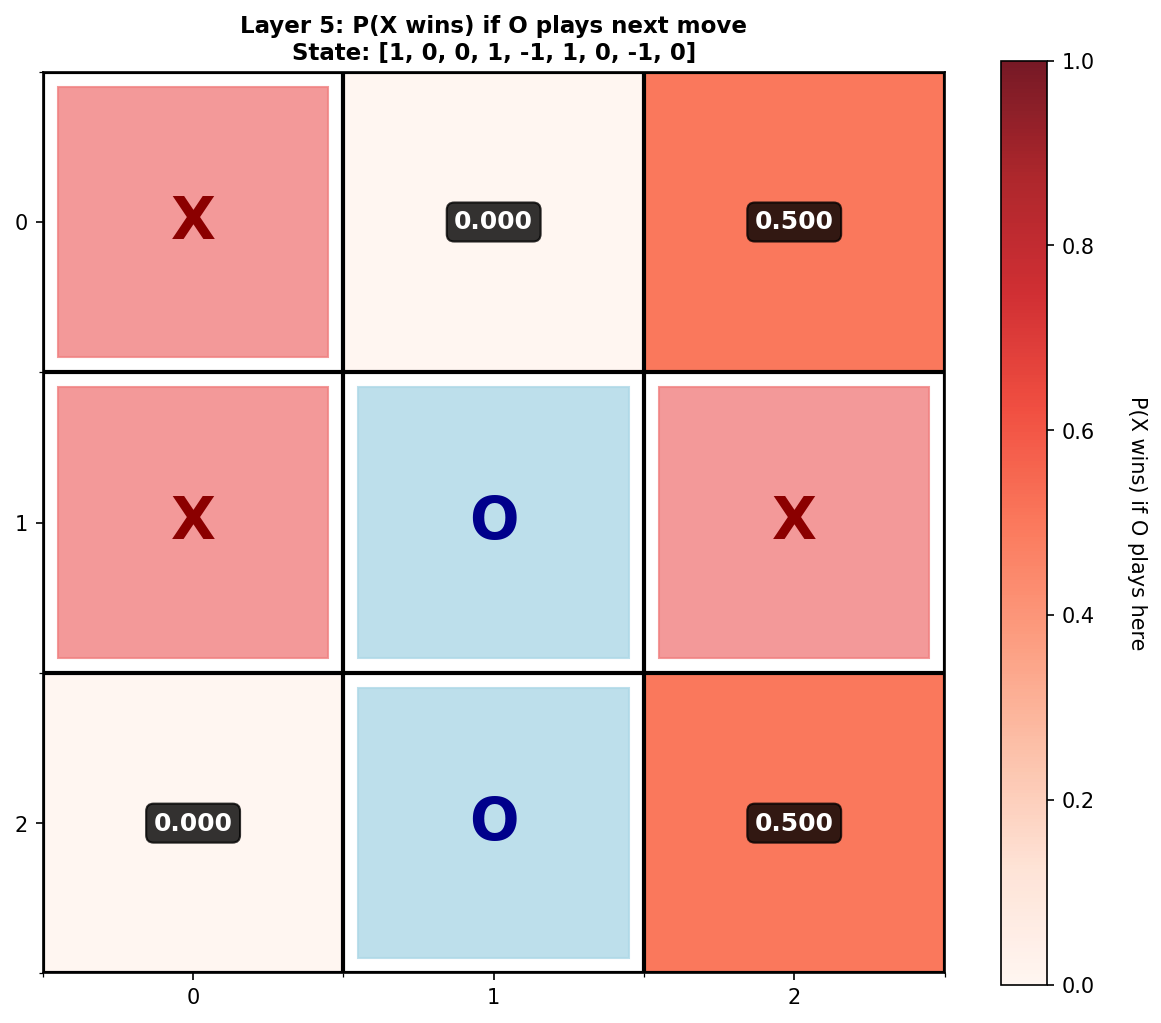 Layer 5: P(X wins) if O plays next move
State: [1, 0, 0, 1, -1, 1, 0, -1, 0]
0
X
0.000
0.500
1
X
O
X
2
0.000
O
0.500
0
1
2
1.0
0.8
0.6
0.4
0.2
0.0
P(X wins) if O plays here